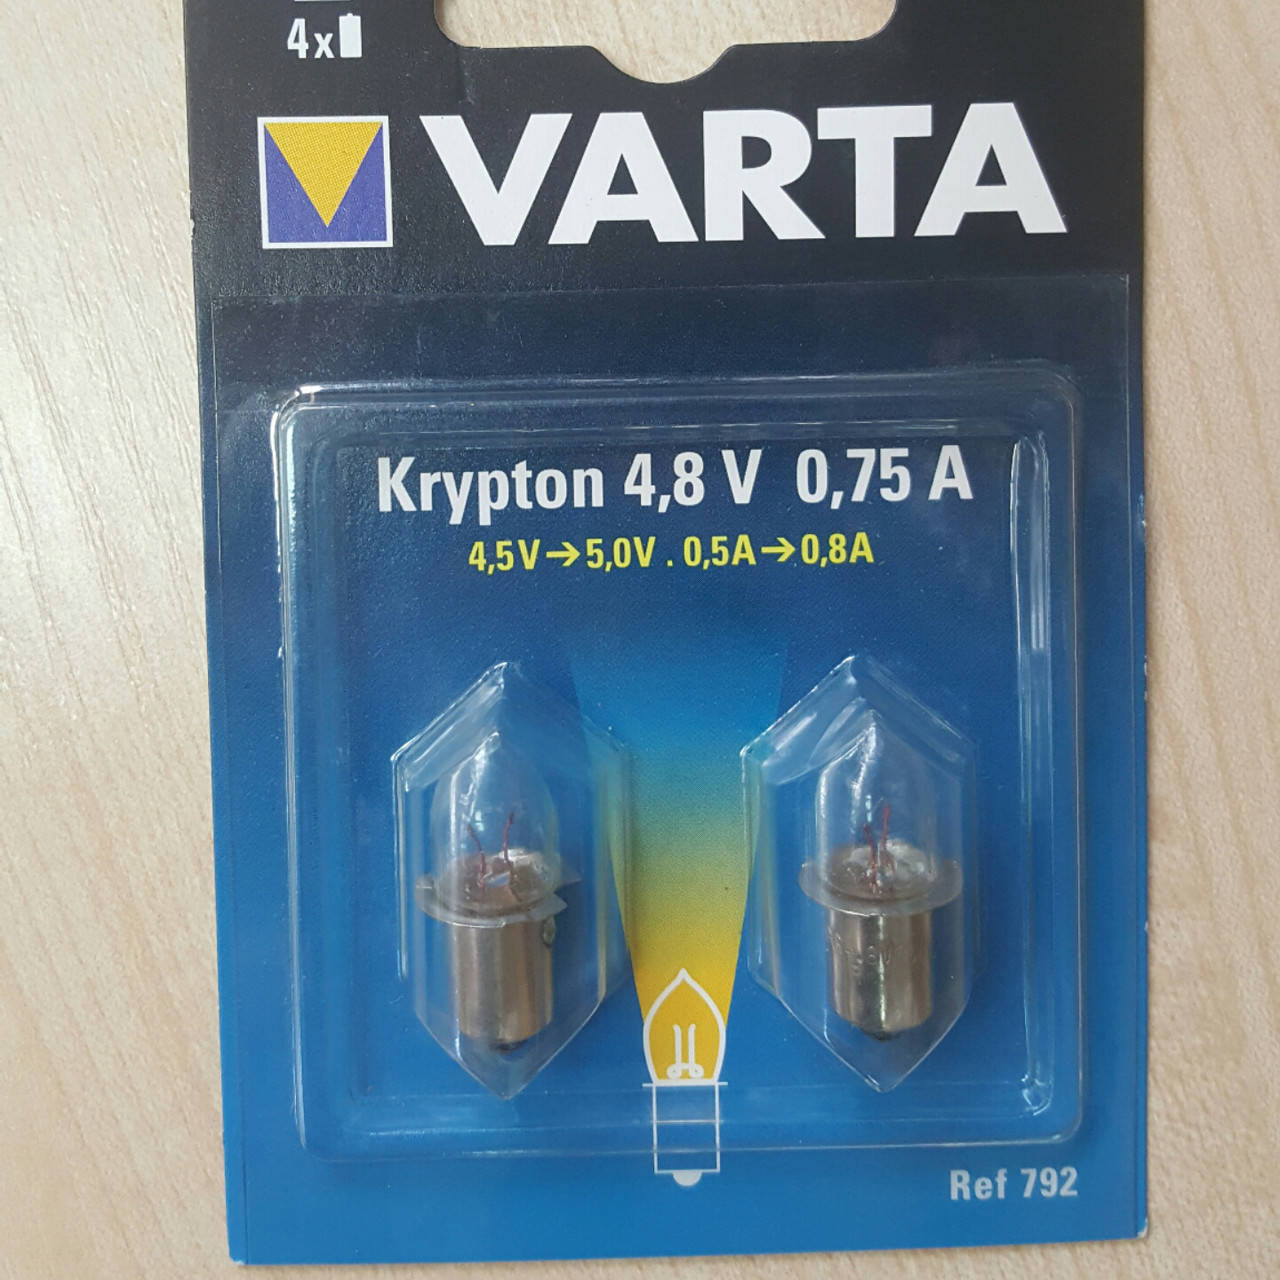 4x
VARTA
Krypton 4,8 V 0,75 A
4,5V→5,0V . 0,5A→0,8A
Ref 792